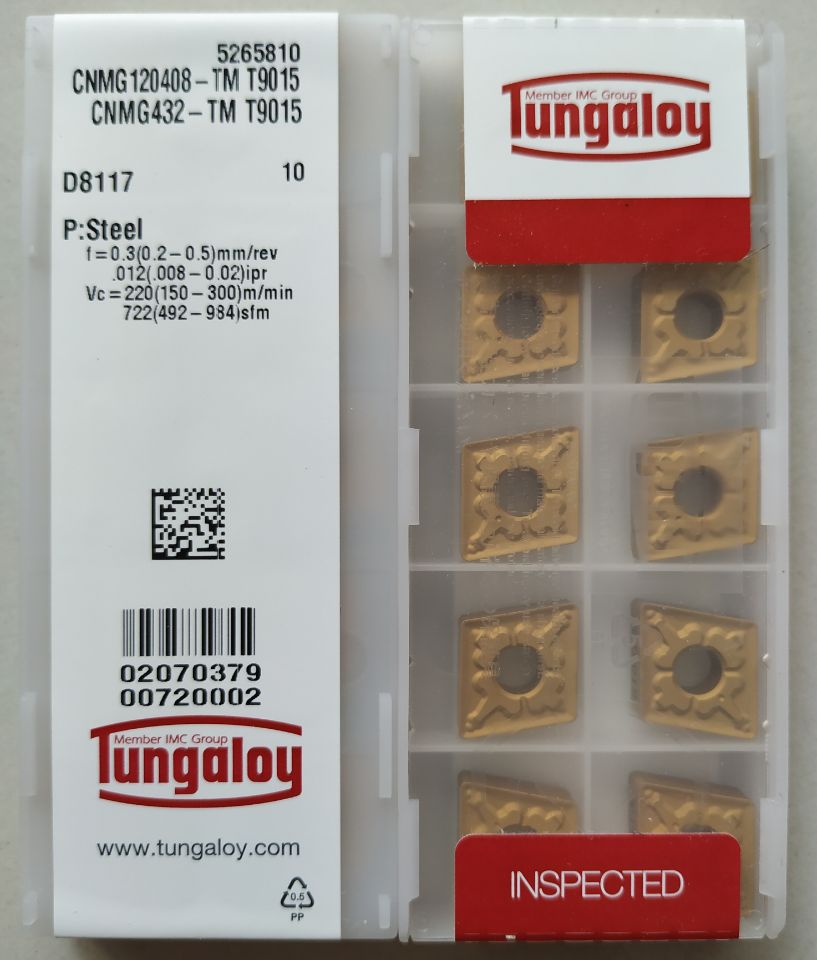 5265810
CNMG120408-TM T9015
CNMG432-TM T9015
D8117 10
P:Steel
f=0.3(0.2-0.5)mm/rev
.012(.008-0.02)ipr
Vc=220(150-300)m/min
722(492-984)sfm
02070379
00720002
Member IMC Group
Tungaloy
www.tungaloy.com
0.5
PP
Member IMC Group
Tungaloy
INSPECTED